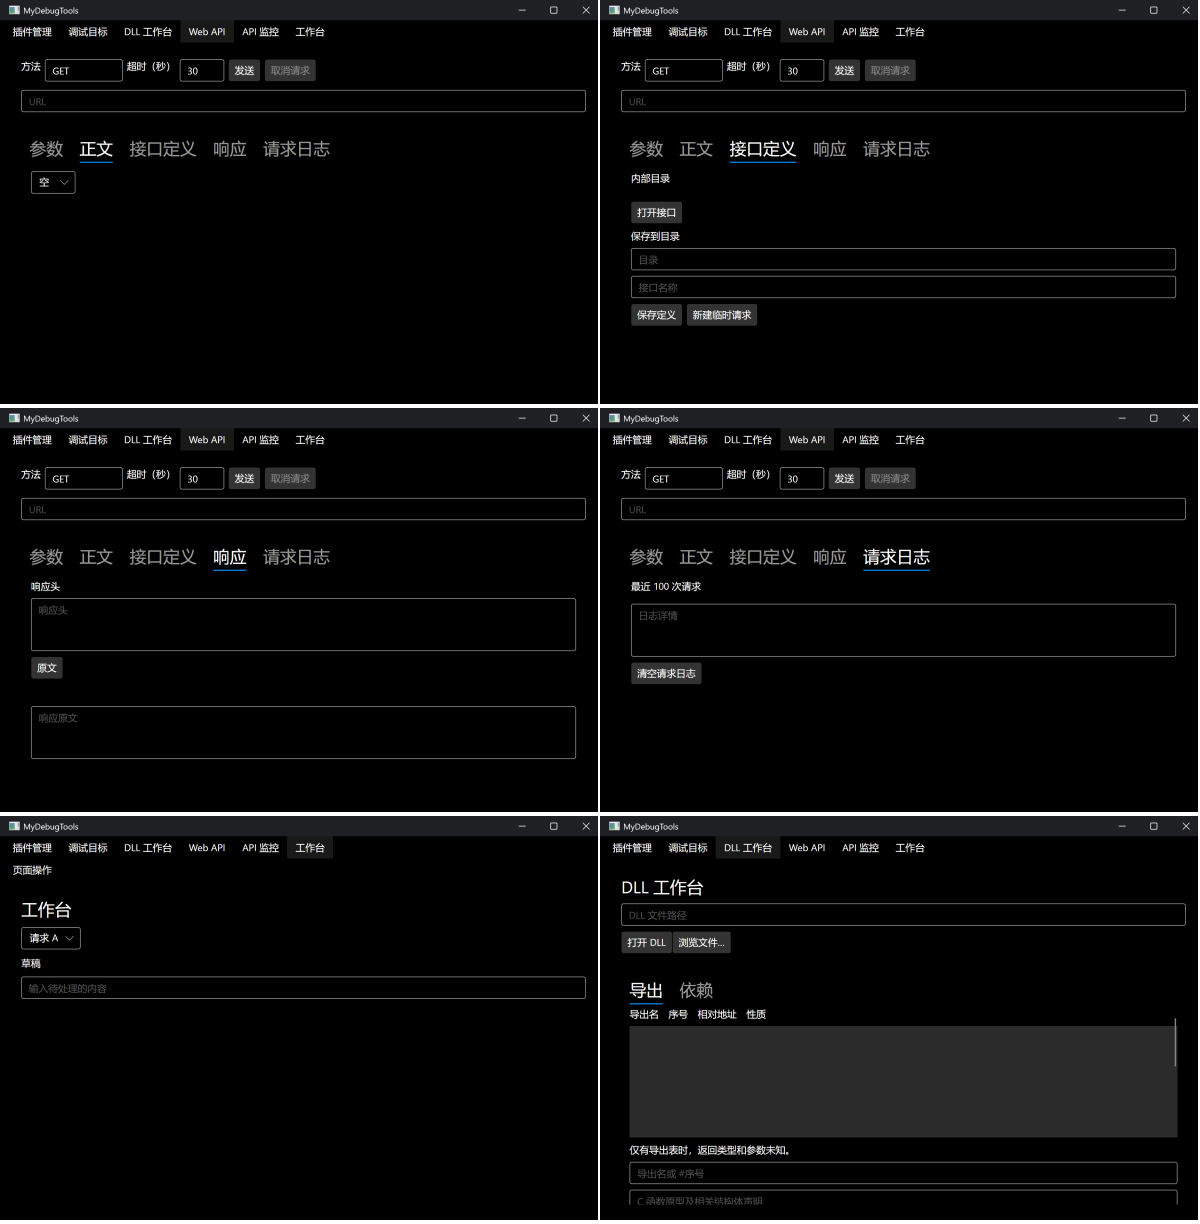 MyDebugTools
插件管理 调试目标 DLL 工作台 Web API API 监控 工作台
方法 GET 超时（秒） 30 发送 取消请求
URL
参数 正文 接口定义 响应 请求日志
空
MyDebugTools
插件管理 调试目标 DLL 工作台 Web API API 监控 工作台
方法 GET 超时（秒） 30 发送 取消请求
URL
参数 正文 接口定义 响应 请求日志
内部目录
打开接口
保存到目录
目录
接口名称
保存定义 新建临时请求
MyDebugTools
插件管理 调试目标 DLL 工作台 Web API API 监控 工作台
方法 GET 超时（秒） 30 发送 取消请求
URL
参数 正文 接口定义 响应 请求日志
响应头
响应头
原文
响应原文
MyDebugTools
插件管理 调试目标 DLL 工作台 Web API API 监控 工作台
方法 GET 超时（秒） 30 发送 取消请求
URL
参数 正文 接口定义 响应 请求日志
最近 100 次请求
日志详情
清空请求日志
MyDebugTools
插件管理 调试目标 DLL 工作台 Web API API 监控 工作台
页面操作
工作台
请求 A
草稿
输入待处理的内容
MyDebugTools
插件管理 调试目标 DLL 工作台 Web API API 监控 工作台
DLL 工作台
DLL 文件路径
打开 DLL 浏览文件...
导出 依赖
导出名 序号 相对地址 性质
仅有导出表时，返回类型和参数未知。
导出名或 #序号
C 函数原型及相关结构体声明